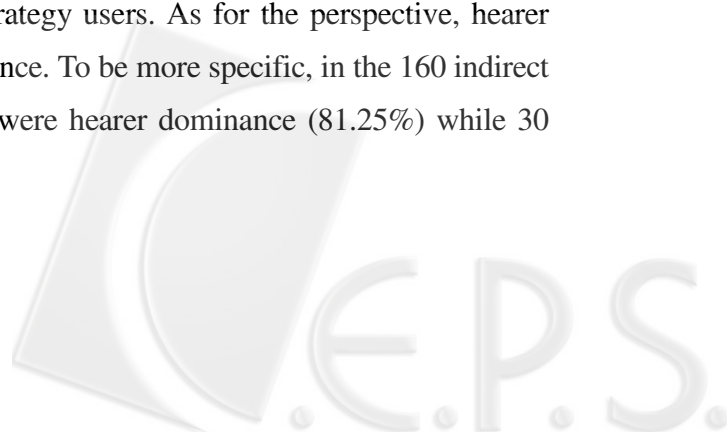 rategy users. As for the perspective, hearer
nce. To be more specific, in the 160 indirect
were hearer dominance (81.25%) while 30
C.E.P.S.